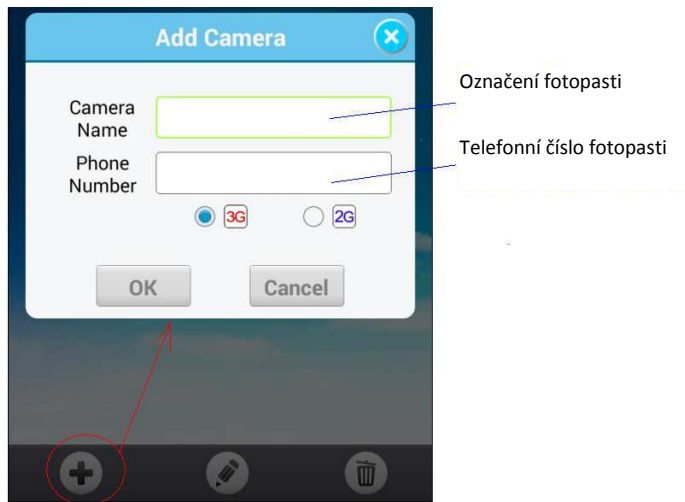 Add Camera
Označení fotopasti
Camera
Name
Telefonní číslo fotopasti
Phone
Number
3G
2G
OK
Cancel